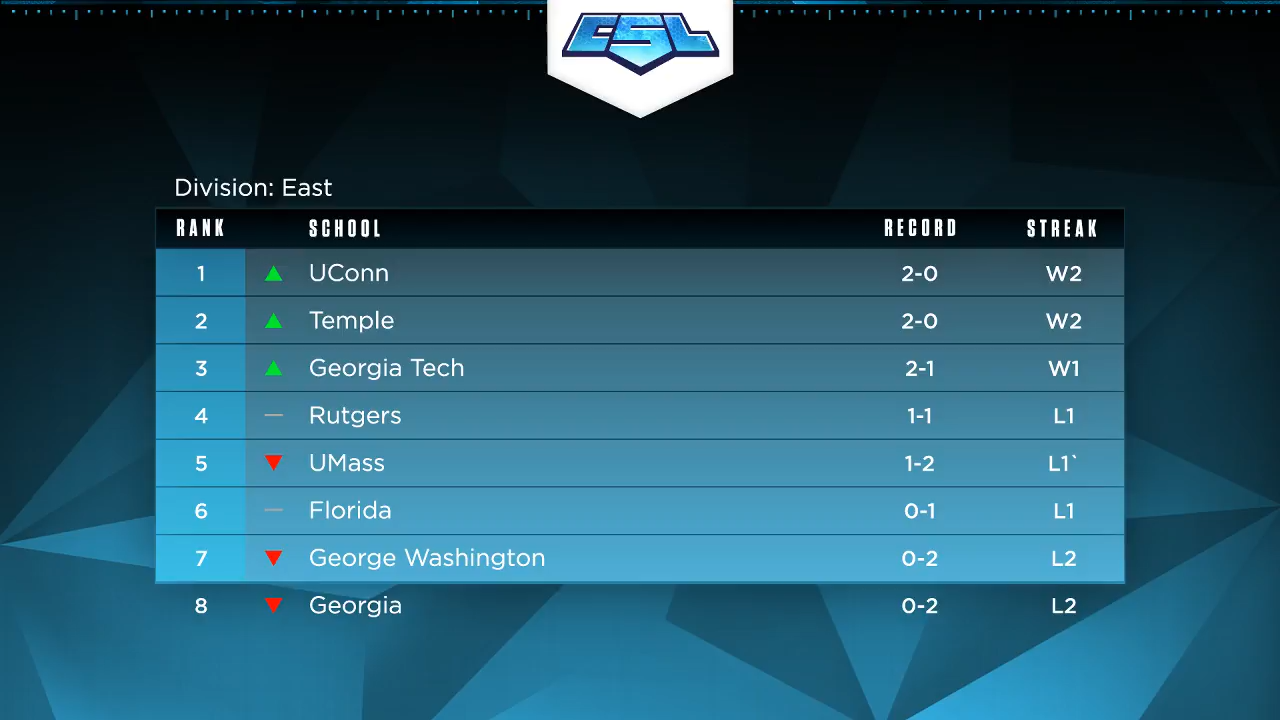 CSL
Division: East
RANK SCHOOL RECORD STREAK
1 UConn 2-0 W2
2 Temple 2-0 W2
3 Georgia Tech 2-1 W1
4 Rutgers 1-1 L1
5 UMass 1-2 L1`
6 Florida 0-1 L1
7 George Washington 0-2 L2
8 Georgia 0-2 L2